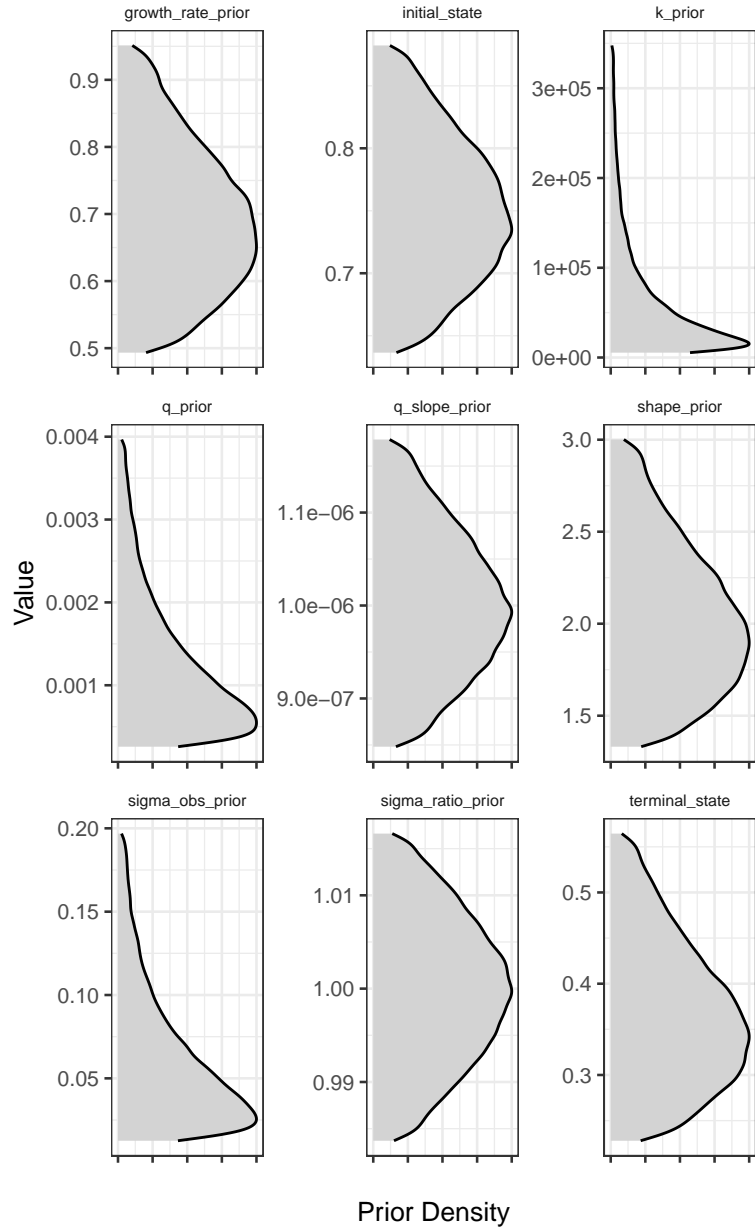 growth_rate_prior
initial_state
k_prior
0.9
0.8
0.7
0.6
0.5
0.8
0.7
3e+05
2e+05
1e+05
0e+00
q_prior
q_slope_prior
shape_prior
0.004
0.003
0.002
0.001
1.1e−06
1.0e−06
9.0e−07
3.0
2.5
2.0
1.5
Value
sigma_obs_prior
sigma_ratio_prior
terminal_state
0.20
0.15
0.10
0.05
1.01
1.00
0.99
0.5
0.4
0.3
Prior Density